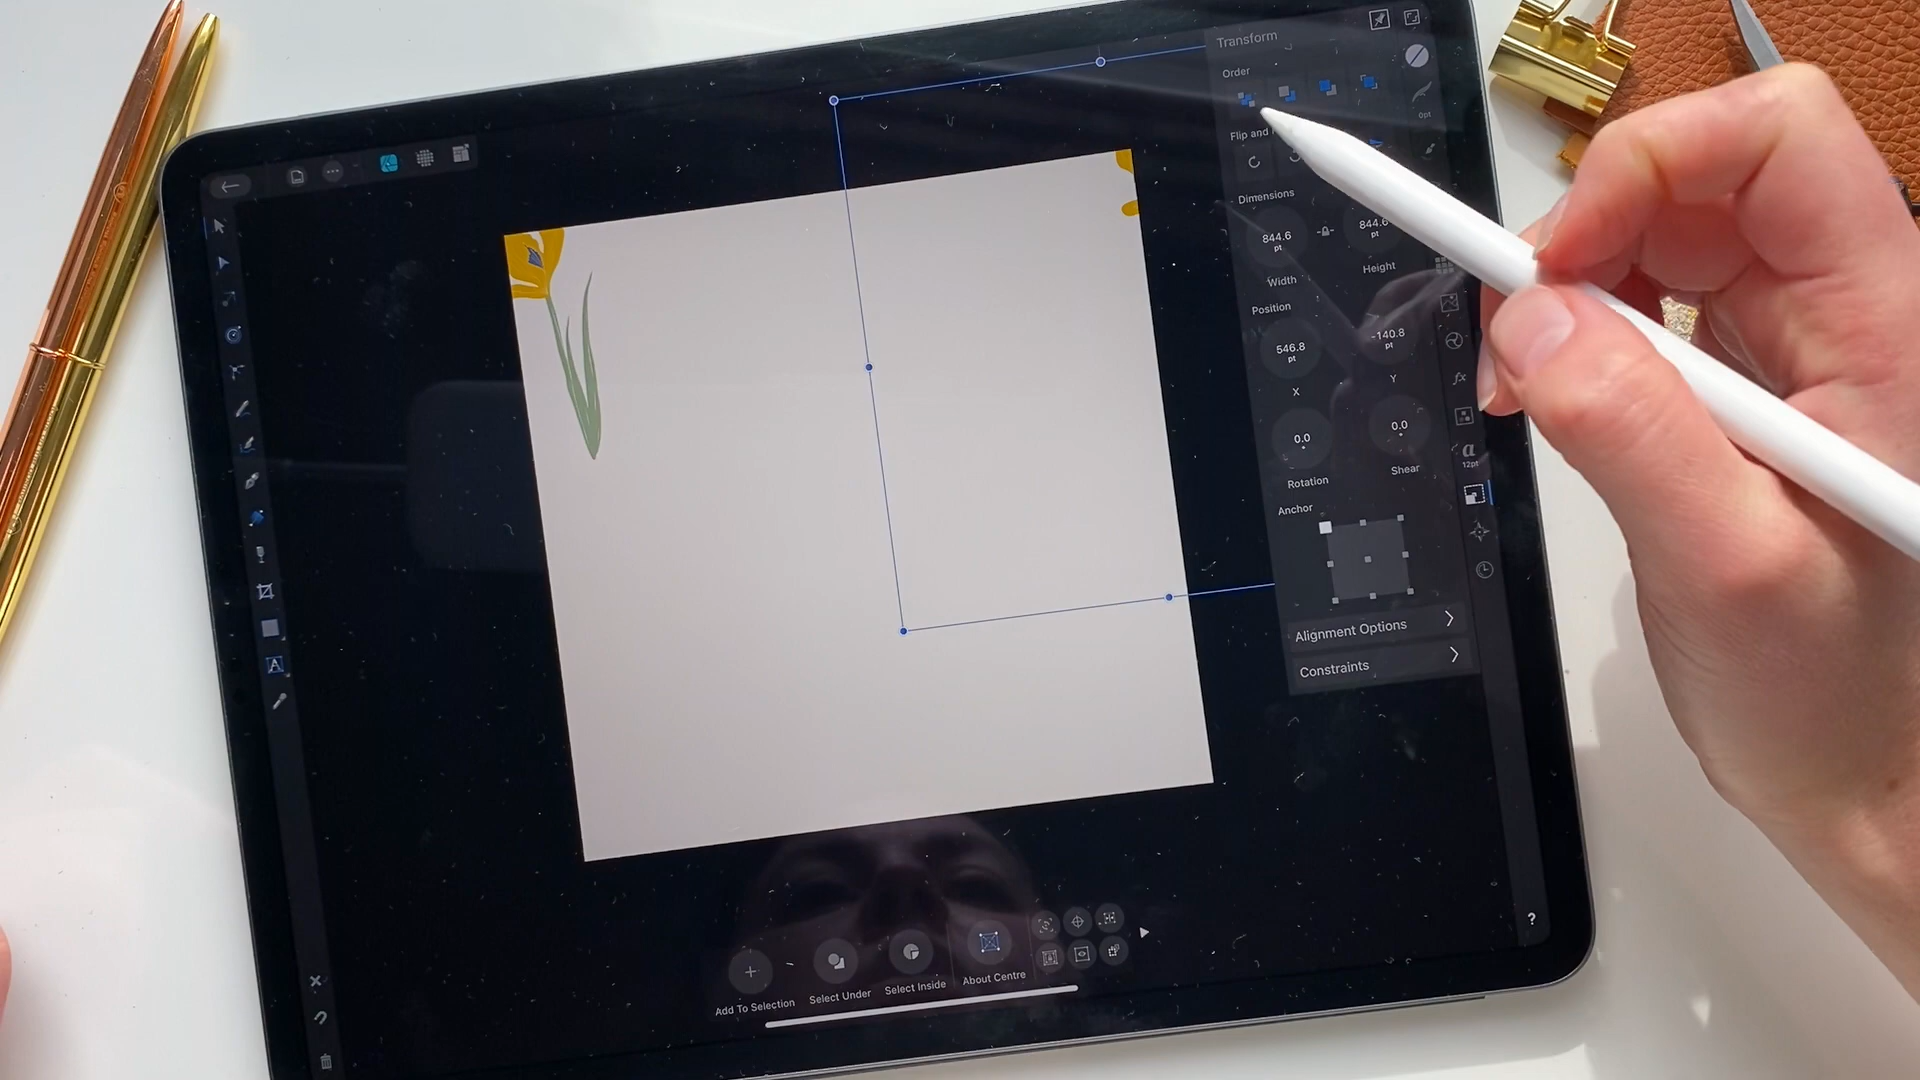 Transform
Order
0pt
Flip and
Dimensions
844.6 pt
844.6 pt
Width
Height
Position
546.8 pt
-140.8 pt
X
Y
fx
0.0
0.0
a
12pt
Rotation
Shear
Anchor
Alignment Options
Constraints
A
?
Add To Selection
Select Under
Select Inside
About Centre